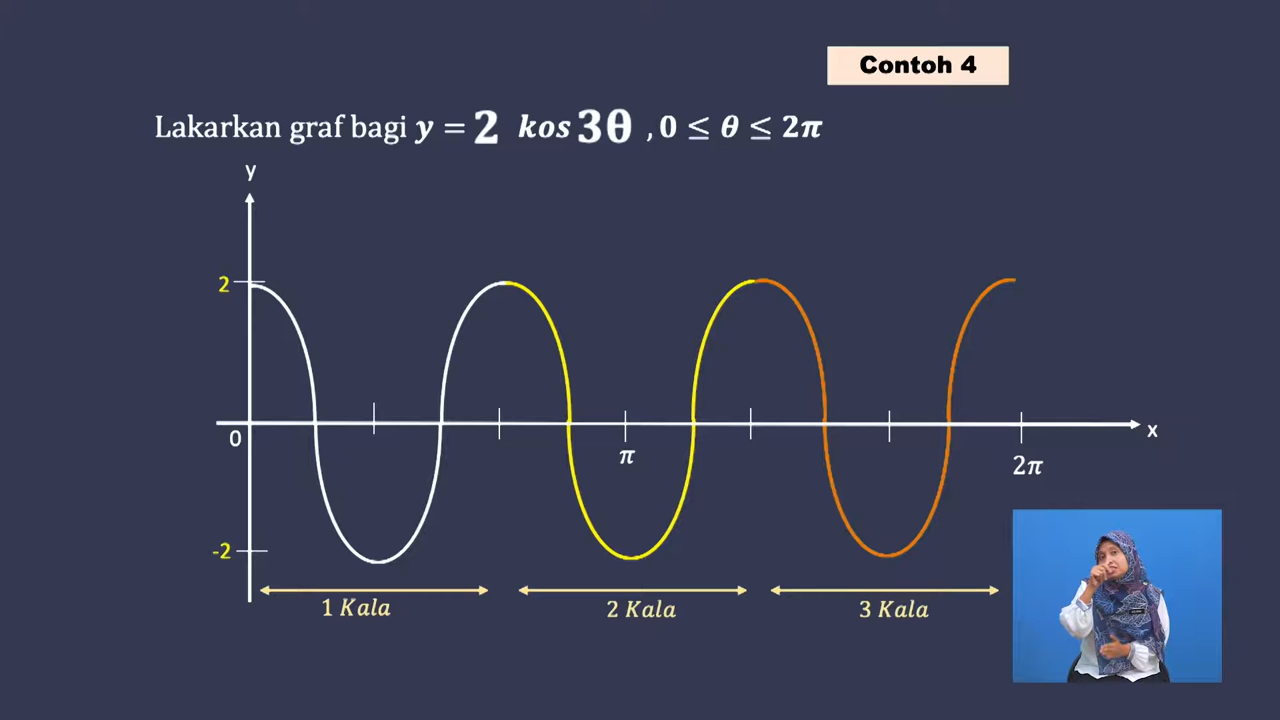 Contoh 4
Lakarkan graf bagi y = 2 kos 3θ , 0 ≤ θ ≤ 2π
y
2
0
π
2π
x
-2
1 Kala
2 Kala
3 Kala